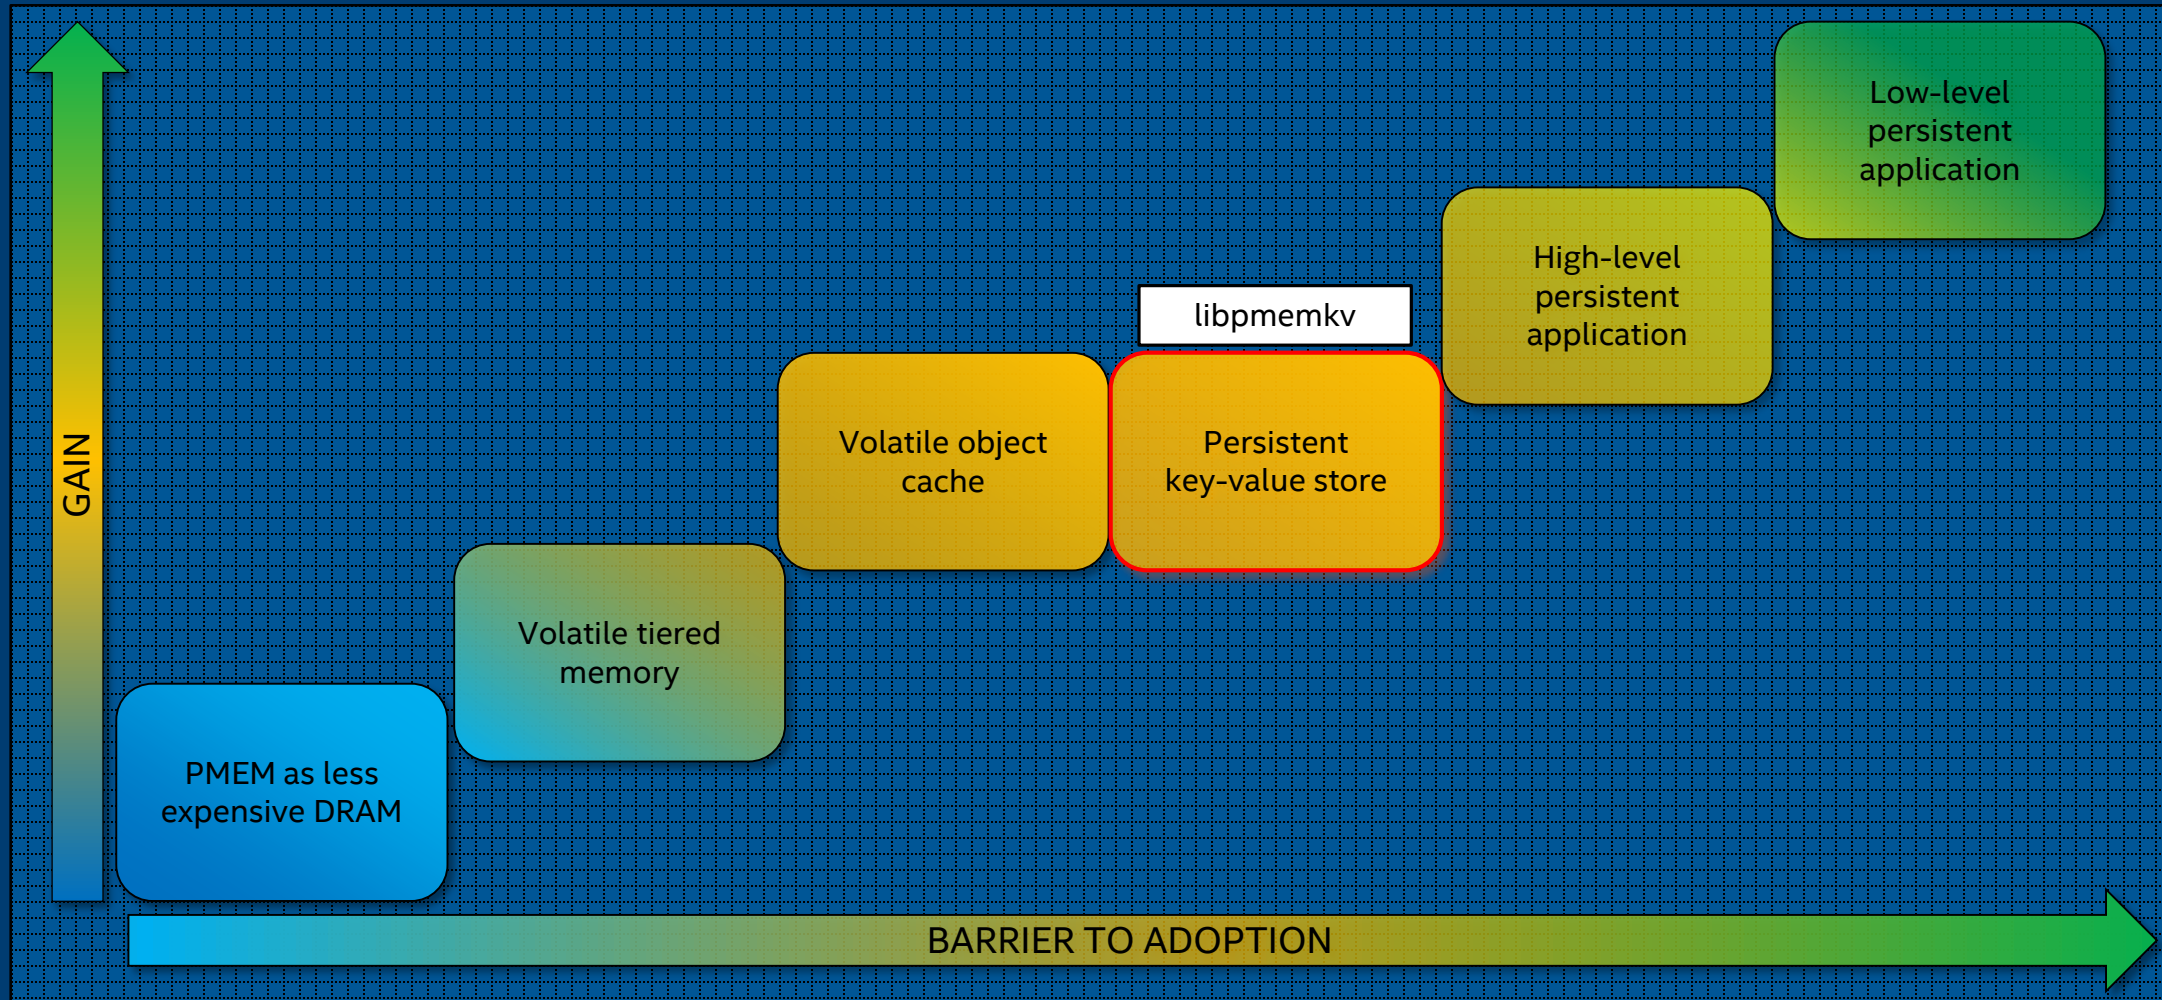 Low-level
persistent
application
High-level
persistent
application
libpmemkv
Volatile object
cache
Persistent
key-value store
GAIN
Volatile tiered
memory
PMEM as less
expensive DRAM
BARRIER TO ADOPTION